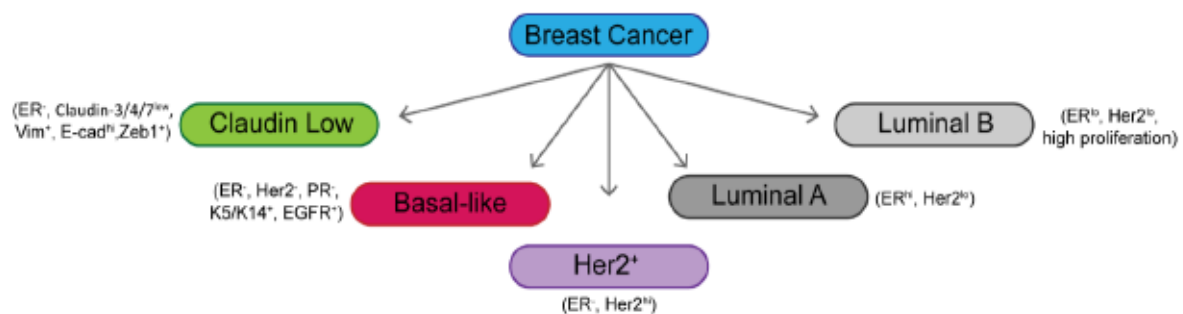 Breast Cancer
(ER⁻, Claudin-3/4/7ˡᵒʷ,
Vim⁺, E-cadʰⁱ,Zeb1⁺)
Claudin Low
Luminal B
(ERˡᵒ, Her2ˡᵒ,
high proliferation)
(ER⁻, Her2⁻, PR⁻,
K5/K14⁺, EGFR⁺)
Basal-like
Luminal A
(ERʰⁱ, Her2ˡᵒ)
Her2⁺
(ER⁻, Her2ʰⁱ)